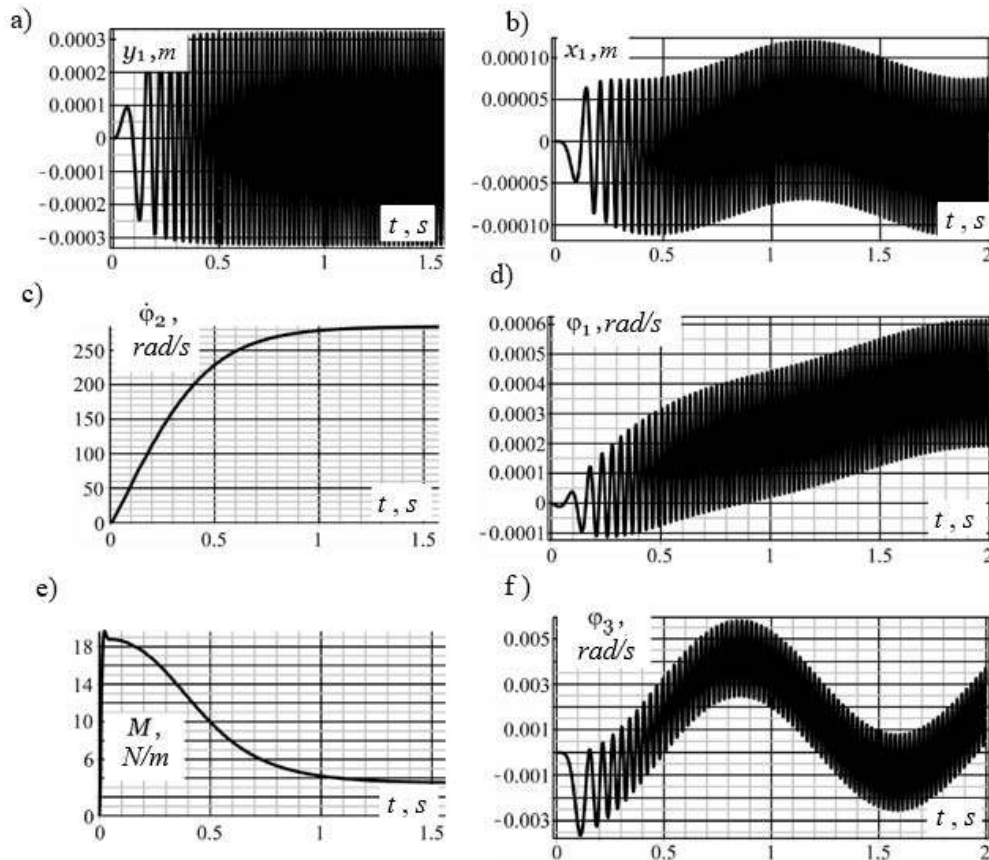 a)
0.0003
y₁,m
0.0002
0.0001
0
-0.0001
-0.0002
-0.0003
t , s
0 0.5 1 1.5
b)
0.00010
x₁,m
0.00005
0
-0.00005
-0.00010
t , s
0 0.5 1 1.5 2
c)
φ̇₂ ,
rad/s
250
200
150
100
50
0
t , s
0 0.5 1 1.5
d)
0.0006
φ₁,rad/s
0.0005
0.0004
0.0003
0.0002
0.0001
0
-0.0001
t , s
0 0.5 1 1.5 2
e)
18
14
10
6
2
0
M ,
N/m
t , s
0 0.5 1 1.5
f )
φ₃,
rad/s
0.005
0.003
0.001
-0.001
-0.003
t , s
0 0.5 1 1.5 2